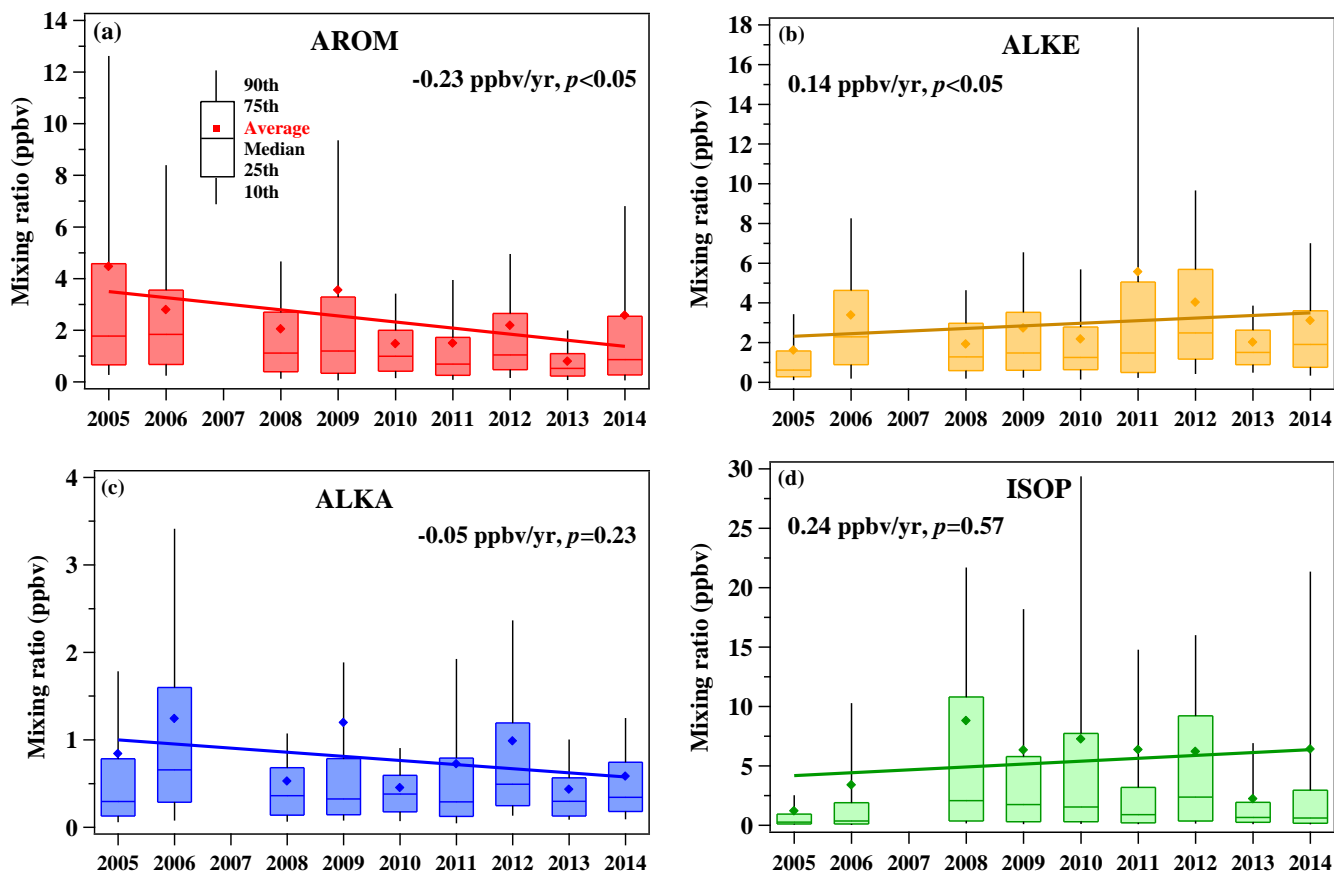 (a)
AROM
-0.23 ppbv/yr, p<0.05
90th
75th
Average
Median
25th
10th
Mixing ratio (ppbv)
14
12
10
8
6
4
2
0
2005 2006 2007 2008 2009 2010 2011 2012 2013 2014
(b)
ALKE
0.14 ppbv/yr, p<0.05
Mixing ratio (ppbv)
18
16
14
12
10
8
6
4
2
0
2005 2006 2007 2008 2009 2010 2011 2012 2013 2014
(c)
ALKA
-0.05 ppbv/yr, p=0.23
Mixing ratio (ppbv)
4
3
2
1
0
2005 2006 2007 2008 2009 2010 2011 2012 2013 2014
(d)
ISOP
0.24 ppbv/yr, p=0.57
Mixing ratio (ppbv)
30
25
20
15
10
5
0
2005 2006 2007 2008 2009 2010 2011 2012 2013 2014